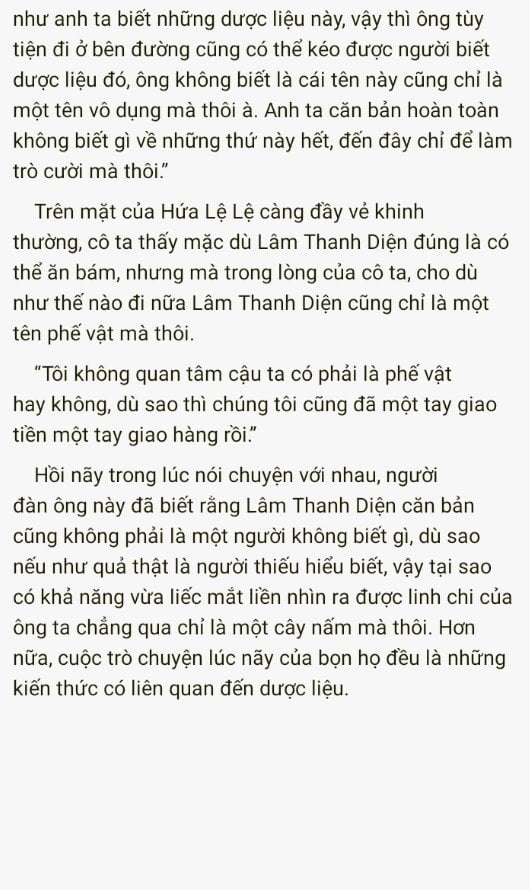 như anh ta biết những dược liệu này, vậy thì ông tùy
tiện đi ở bên đường cũng có thể kéo được người biết
dược liệu đó, ông không biết là cái tên này cũng chỉ là
một tên vô dụng mà thôi à. Anh ta căn bản hoàn toàn
không biết gì về những thứ này hết, đến đây chỉ để làm
trò cười mà thôi.”
Trên mặt của Hứa Lệ Lệ càng đầy vẻ khinh
thường, cô ta thấy mặc dù Lâm Thanh Diện đúng là có
thể ăn bám, nhưng mà trong lòng của cô ta, cho dù
như thế nào đi nữa Lâm Thanh Diện cũng chỉ là một
tên phế vật mà thôi.
“Tôi không quan tâm cậu ta có phải là phế vật
hay không, dù sao thì chúng tôi cũng đã một tay giao
tiền một tay giao hàng rồi.”
Hồi nãy trong lúc nói chuyện với nhau, người
đàn ông này đã biết rằng Lâm Thanh Diện căn bản
cũng không phải là một người không biết gì, dù sao
nếu như quả thật là người thiếu hiểu biết, vậy tại sao
có khả năng vừa liếc mắt liền nhìn ra được linh chi của
ông ta chẳng qua chỉ là một cây nấm mà thôi. Hơn
nữa, cuộc trò chuyện lúc nãy của bọn họ đều là những
kiến thức có liên quan đến dược liệu.